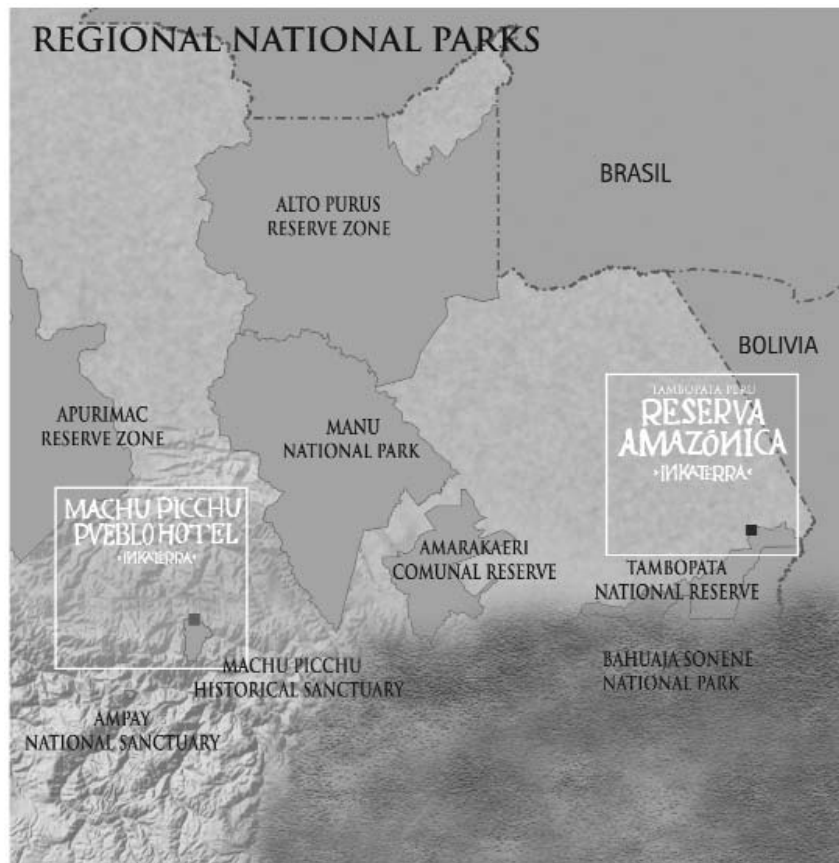 REGIONAL NATIONAL PARKS
BRASIL
ALTO PURUS
RESERVE ZONE
BOLIVIA
TAMBOPATA PERU
RESERVA
AMAZÓNICA
·INKATERRA·
APURIMAC
RESERVE ZONE
MANU
NATIONAL PARK
MACHU PICCHU
PUEBLO HOTEL
·INKATERRA·
AMARAKAERI
COMUNAL RESERVE
TAMBOPATA
NATIONAL RESERVE
MACHU PICCHU
HISTORICAL SANCTUARY
BAHUAJA SONENE
NATIONAL PARK
AMPAY
NATIONAL SANCTUARY